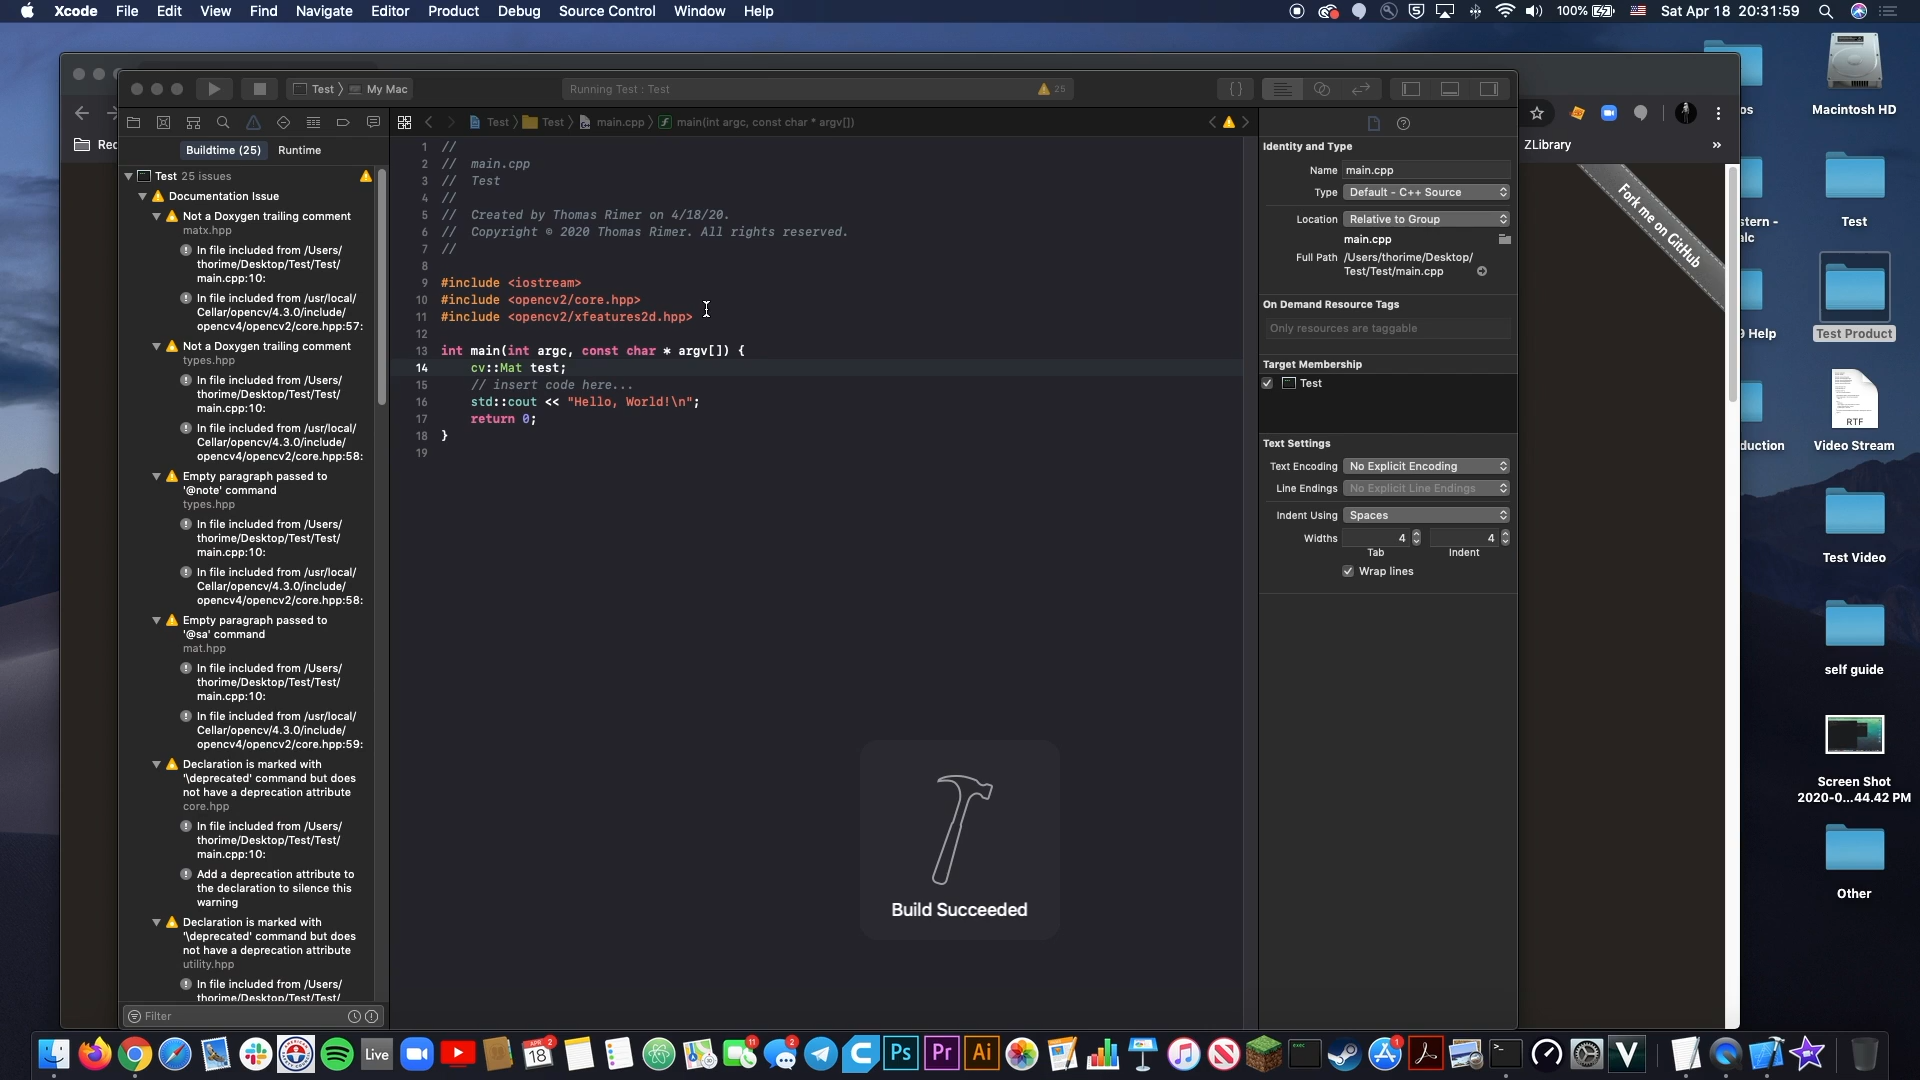 Xcode File Edit View Find Navigate Editor Product Debug Source Control Window Help
100% Sat Apr 18 20:31:59
Test My Mac
Running Test : Test
25
Test Test main.cpp main(int argc, const char * argv[])
Buildtime (25) Runtime
Test 25 issues
Documentation Issue
Not a Doxygen trailing comment
matx.hpp
In file included from /Users/
thorime/Desktop/Test/Test/
main.cpp:10:
In file included from /usr/local/
Cellar/opencv/4.3.0/include/
opencv4/opencv2/core.hpp:57:
Not a Doxygen trailing comment
types.hpp
In file included from /Users/
thorime/Desktop/Test/Test/
main.cpp:10:
In file included from /usr/local/
Cellar/opencv/4.3.0/include/
opencv4/opencv2/core.hpp:58:
Empty paragraph passed to
'@note' command
types.hpp
In file included from /Users/
thorime/Desktop/Test/Test/
main.cpp:10:
In file included from /usr/local/
Cellar/opencv/4.3.0/include/
opencv4/opencv2/core.hpp:58:
Empty paragraph passed to
'@sa' command
mat.hpp
In file included from /Users/
thorime/Desktop/Test/Test/
main.cpp:10:
In file included from /usr/local/
Cellar/opencv/4.3.0/include/
opencv4/opencv2/core.hpp:59:
Declaration is marked with
'\deprecated' command but does
not have a deprecation attribute
core.hpp
In file included from /Users/
thorime/Desktop/Test/Test/
main.cpp:10:
Add a deprecation attribute to
the declaration to silence this
warning
Declaration is marked with
'\deprecated' command but does
not have a deprecation attribute
utility.hpp
In file included from /Users/
thorime/Desktop/Test/Test/
Filter
1 //
2 // main.cpp
3 // Test
4 //
5 // Created by Thomas Rimer on 4/18/20.
6 // Copyright © 2020 Thomas Rimer. All rights reserved.
7 //
8
9 #include <iostream>
10 #include <opencv2/core.hpp>
11 #include <opencv2/xfeatures2d.hpp>
12
13 int main(int argc, const char * argv[]) {
14 cv::Mat test;
15 // insert code here...
16 std::cout << "Hello, World!\n";
17 return 0;
18 }
19
Build Succeeded
Identity and Type
Name main.cpp
Type Default - C++ Source
Location Relative to Group
main.cpp
Full Path /Users/thorime/Desktop/
Test/Test/main.cpp
On Demand Resource Tags
Only resources are taggable
Target Membership
Test
Text Settings
Text Encoding No Explicit Encoding
Line Endings No Explicit Line Endings
Indent Using Spaces
Widths 4 4
Tab Indent
Wrap lines
ZLibrary
Fork me on GitHub
Macintosh HD
Test
Test Product
RTF
Video Stream
Test Video
self guide
Screen Shot
2020-0...44.42 PM
Other
APR
18
Live
Ps
Pr
Ai